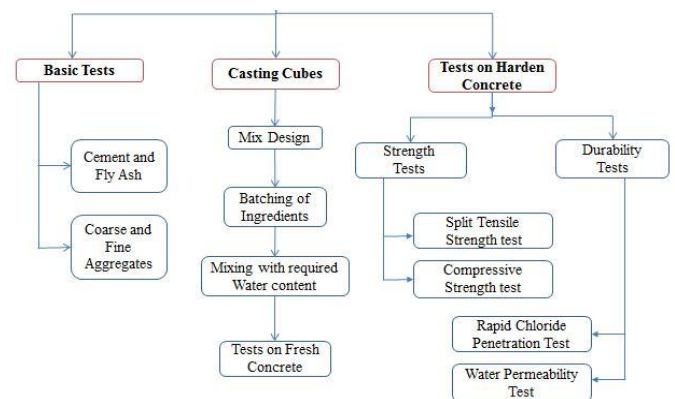 Basic Tests
Cement and
Fly Ash
Coarse and
Fine
Aggregates
Casting Cubes
Mix Design
Batching of
Ingredients
Mixing with required
Water content
Tests on Fresh
Concrete
Tests on Harden
Concrete
Strength
Tests
Split Tensile
Strength test
Compressive
Strength test
Durability
Tests
Rapid Chloride
Penetration Test
Water Permeability
Test